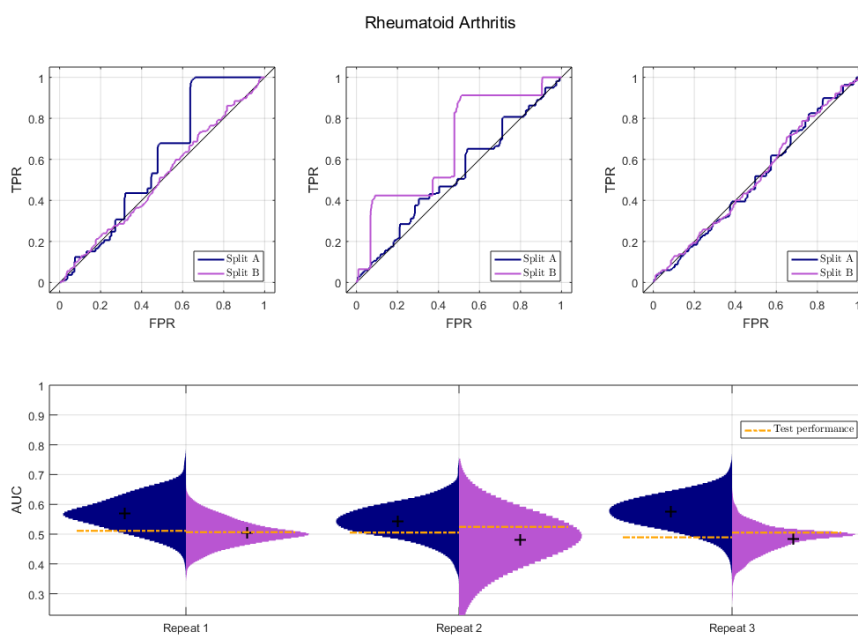 Rheumatoid Arthritis
1
0.8
0.6
0.4
0.2
0
TPR
0 0.2 0.4 0.6 0.8 1
FPR
Split A
Split B
1
0.8
0.6
0.4
0.2
0
TPR
0 0.2 0.4 0.6 0.8 1
FPR
Split A
Split B
1
0.8
0.6
0.4
0.2
0
TPR
0 0.2 0.4 0.6 0.8 1
FPR
Split A
Split B
1
0.9
0.8
0.7
0.6
0.5
0.4
0.3
AUC
Test performance
Repeat 1 Repeat 2 Repeat 3